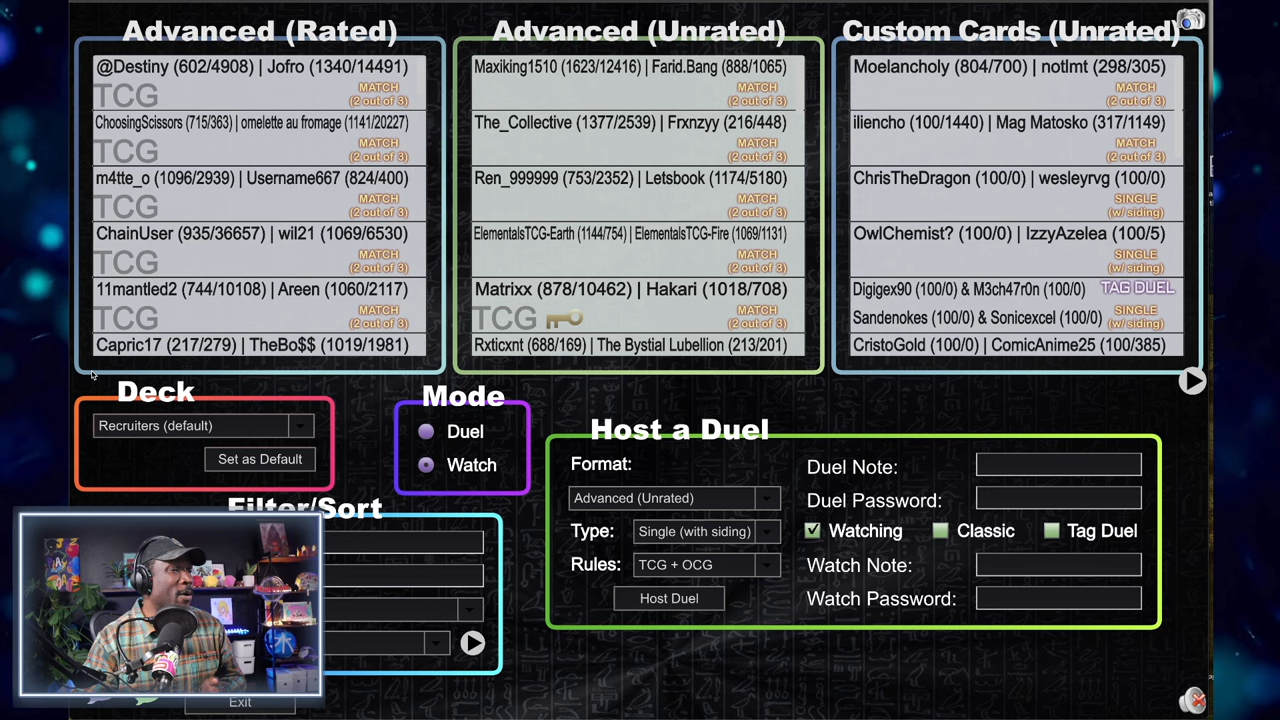 Advanced (Rated)
@Destiny (602/4908) | Jofro (1340/14491)
TCG
MATCH
(2 out of 3)
ChoosingScissors (715/363) | omelette au fromage (1141/20227)
TCG
MATCH
(2 out of 3)
m4tte_o (1096/2939) | Username667 (824/400)
TCG
MATCH
(2 out of 3)
ChainUser (935/36657) | wil21 (1069/6530)
TCG
MATCH
(2 out of 3)
11mantled2 (744/10108) | Areen (1060/2117)
TCG
MATCH
(2 out of 3)
Capric17 (217/279) | TheBo$$ (1019/1981)
Advanced (Unrated)
Maxiking1510 (1623/12416) | Farid.Bang (888/1065)
MATCH
(2 out of 3)
The_Collective (1377/2539) | Frxnzyy (216/448)
MATCH
(2 out of 3)
Ren_999999 (753/2352) | Letsbook (1174/5180)
MATCH
(2 out of 3)
ElementalsTCG-Earth (1144/754) | ElementalsTCG-Fire (1069/1131)
MATCH
(2 out of 3)
Matrixx (878/10462) | Hakari (1018/708)
TCG
MATCH
(2 out of 3)
Rxticxnt (688/169) | The Bystial Lubellion (213/201)
Custom Cards (Unrated)
Moelancholy (804/700) | notlmt (298/305)
MATCH
(2 out of 3)
iliencho (100/1440) | Mag Matosko (317/1149)
MATCH
(2 out of 3)
ChrisTheDragon (100/0) | wesleyrvg (100/0)
SINGLE
(w/ siding)
OwlChemist? (100/0) | IzzyAzelea (100/5)
SINGLE
(w/ siding)
Digigex90 (100/0) & M3ch47r0n (100/0)
TAG DUEL
Sandenokes (100/0) & Sonicexcel (100/0)
SINGLE
(w/ siding)
CristoGold (100/0) | ComicAnime25 (100/385)
Deck
Recruiters (default)
Set as Default
Mode
Duel
Watch
Filter/Sort
Exit
Host a Duel
Format:
Advanced (Unrated)
Type:
Single (with siding)
Rules:
TCG + OCG
Host Duel
Duel Note:
Duel Password:
Watching
Classic
Tag Duel
Watch Note:
Watch Password: